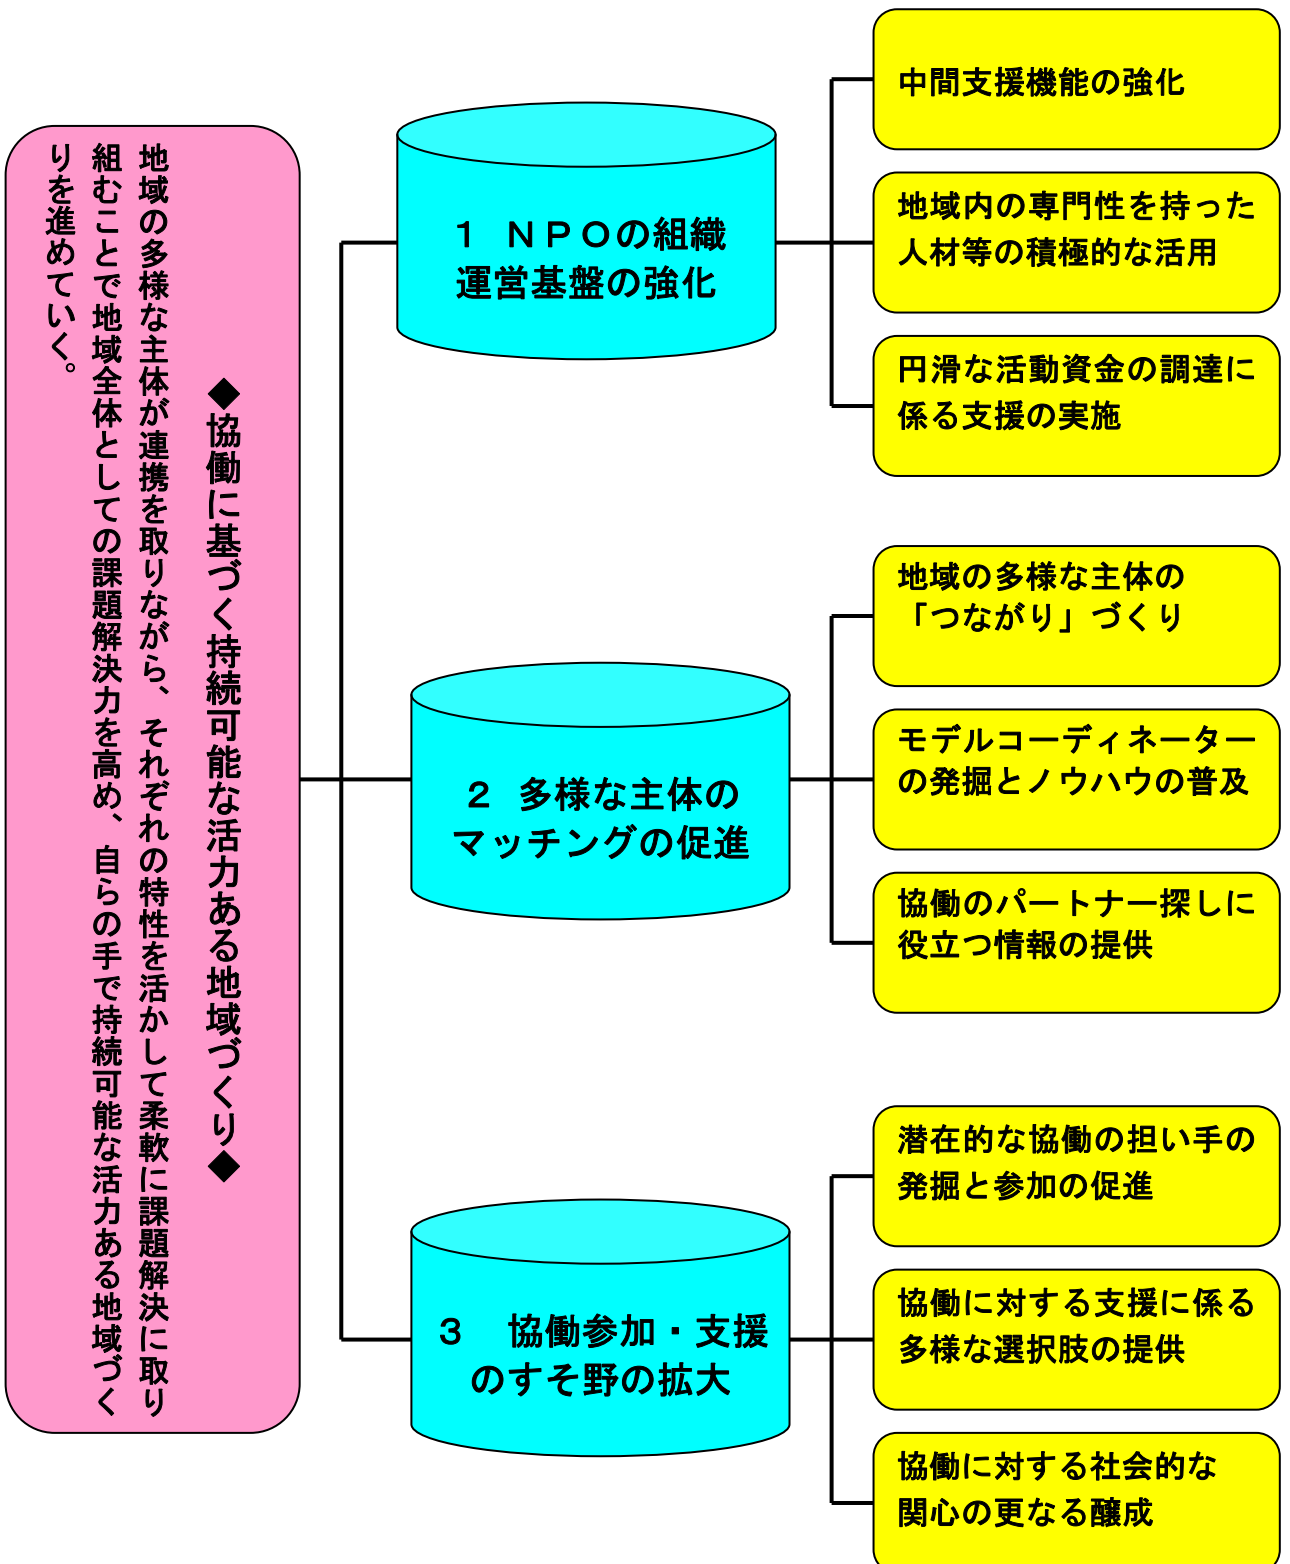 ◆協働に基づく持続可能な活力ある地域づくり◆
地域の多様な主体が連携を取りながら、それぞれの特性を活かして柔軟に課題解決に取り
組むことで地域全体としての課題解決力を高め、自らの手で持続可能な活力ある地域づく
りを進めていく。
１　ＮＰＯの組織
運営基盤の強化
中間支援機能の強化
地域内の専門性を持った
人材等の積極的な活用
円滑な活動資金の調達に
係る支援の実施
２　多様な主体の
マッチングの促進
地域の多様な主体の
「つながり」づくり
モデルコーディネーター
の発掘とノウハウの普及
協働のパートナー探しに
役立つ情報の提供
３　協働参加・支援
のすそ野の拡大
潜在的な協働の担い手の
発掘と参加の促進
協働に対する支援に係る
多様な選択肢の提供
協働に対する社会的な
関心の更なる醸成